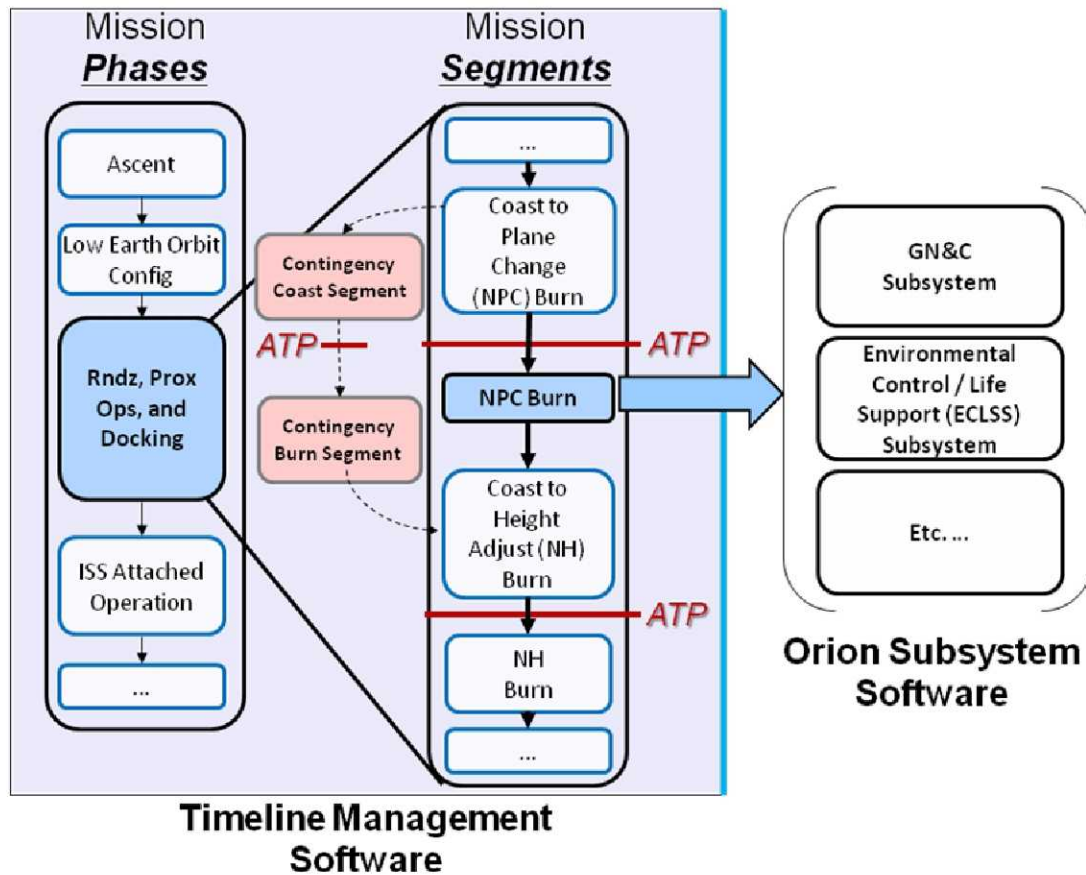 Mission
Phases
Ascent
Low Earth Orbit
Config
Rndz, Prox
Ops, and
Docking
ISS Attached
Operation
...
Mission
Segments
...
Coast to
Plane
Change
(NPC) Burn
Contingency
Coast Segment
ATP
ATP
NPC Burn
Contingency
Burn Segment
Coast to
Height
Adjust (NH)
Burn
ATP
NH
Burn
...
Timeline Management
Software
GN&C
Subsystem
Environmental
Control / Life
Support (ECLSS)
Subsystem
Etc. ...
Orion Subsystem
Software